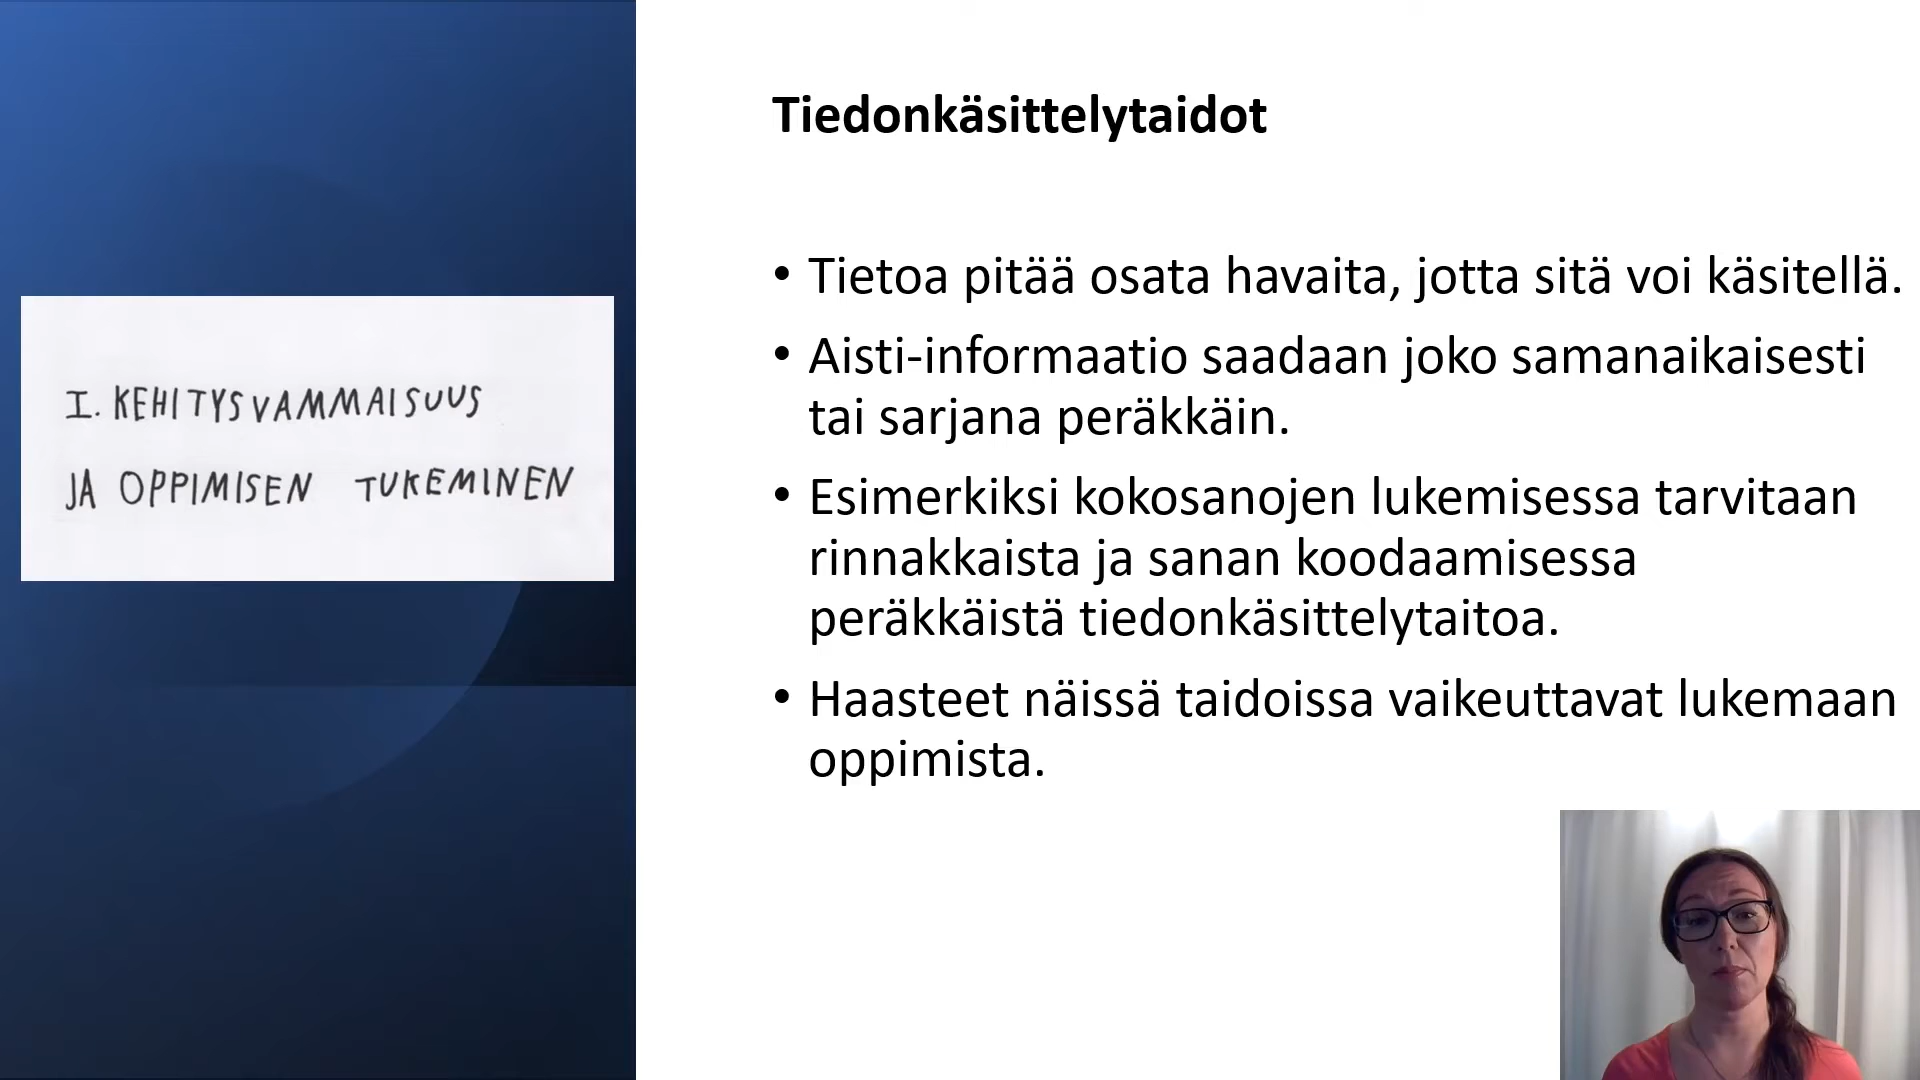 I. KEHITYSVAMMAISUUS
JA OPPIMISEN TUKEMINEN
Tiedonkäsittelytaidot
• Tietoa pitää osata havaita, jotta sitä voi käsitellä.
• Aisti-informaatio saadaan joko samanaikaisesti
tai sarjana peräkkäin.
• Esimerkiksi kokosanojen lukemisessa tarvitaan
rinnakkaista ja sanan koodaamisessa
peräkkäistä tiedonkäsittelytaitoa.
• Haasteet näissä taidoissa vaikeuttavat lukemaan
oppimista.